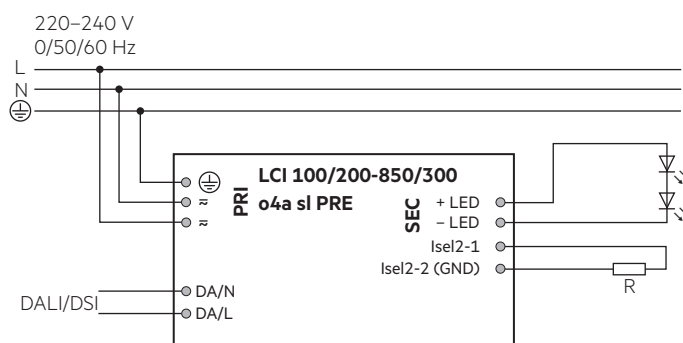 220–240 V
0/50/60 Hz
L
N
LCI 100/200-850/300
o4a sl PRE
PRI
SEC
+ LED
– LED
Isel2-1
Isel2-2 (GND)
R
DALI/DSI
DA/N
DA/L